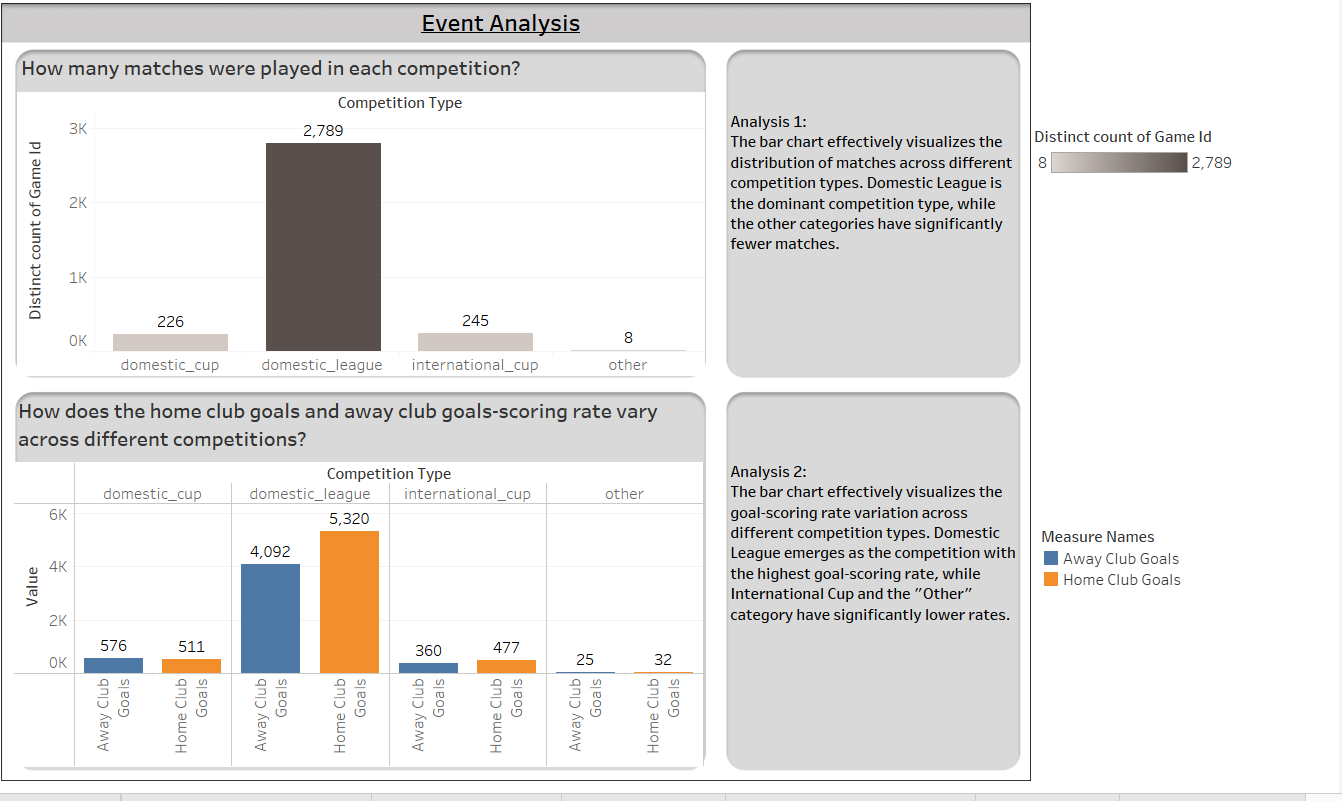 Event Analysis
How many matches were played in each competition?
Competition Type
Distinct count of Game Id
3K
2K
1K
0K
226
2,789
245
8
domestic_cup
domestic_league
international_cup
other
Analysis 1:
The bar chart effectively visualizes the
distribution of matches across different
competition types. Domestic League is
the dominant competition type, while
the other categories have significantly
fewer matches.
Distinct count of Game Id
8 2,789
How does the home club goals and away club goals-scoring rate vary
across different competitions?
Competition Type
domestic_cup
domestic_league
international_cup
other
Value
6K
4K
2K
0K
576
511
4,092
5,320
360
477
25
32
Away Club
Goals
Home Club
Goals
Away Club
Goals
Home Club
Goals
Away Club
Goals
Home Club
Goals
Away Club
Goals
Home Club
Goals
Analysis 2:
The bar chart effectively visualizes the
goal-scoring rate variation across
different competition types. Domestic
League emerges as the competition with
the highest goal-scoring rate, while
International Cup and the ”Other”
category have significantly lower rates.
Measure Names
Away Club Goals
Home Club Goals